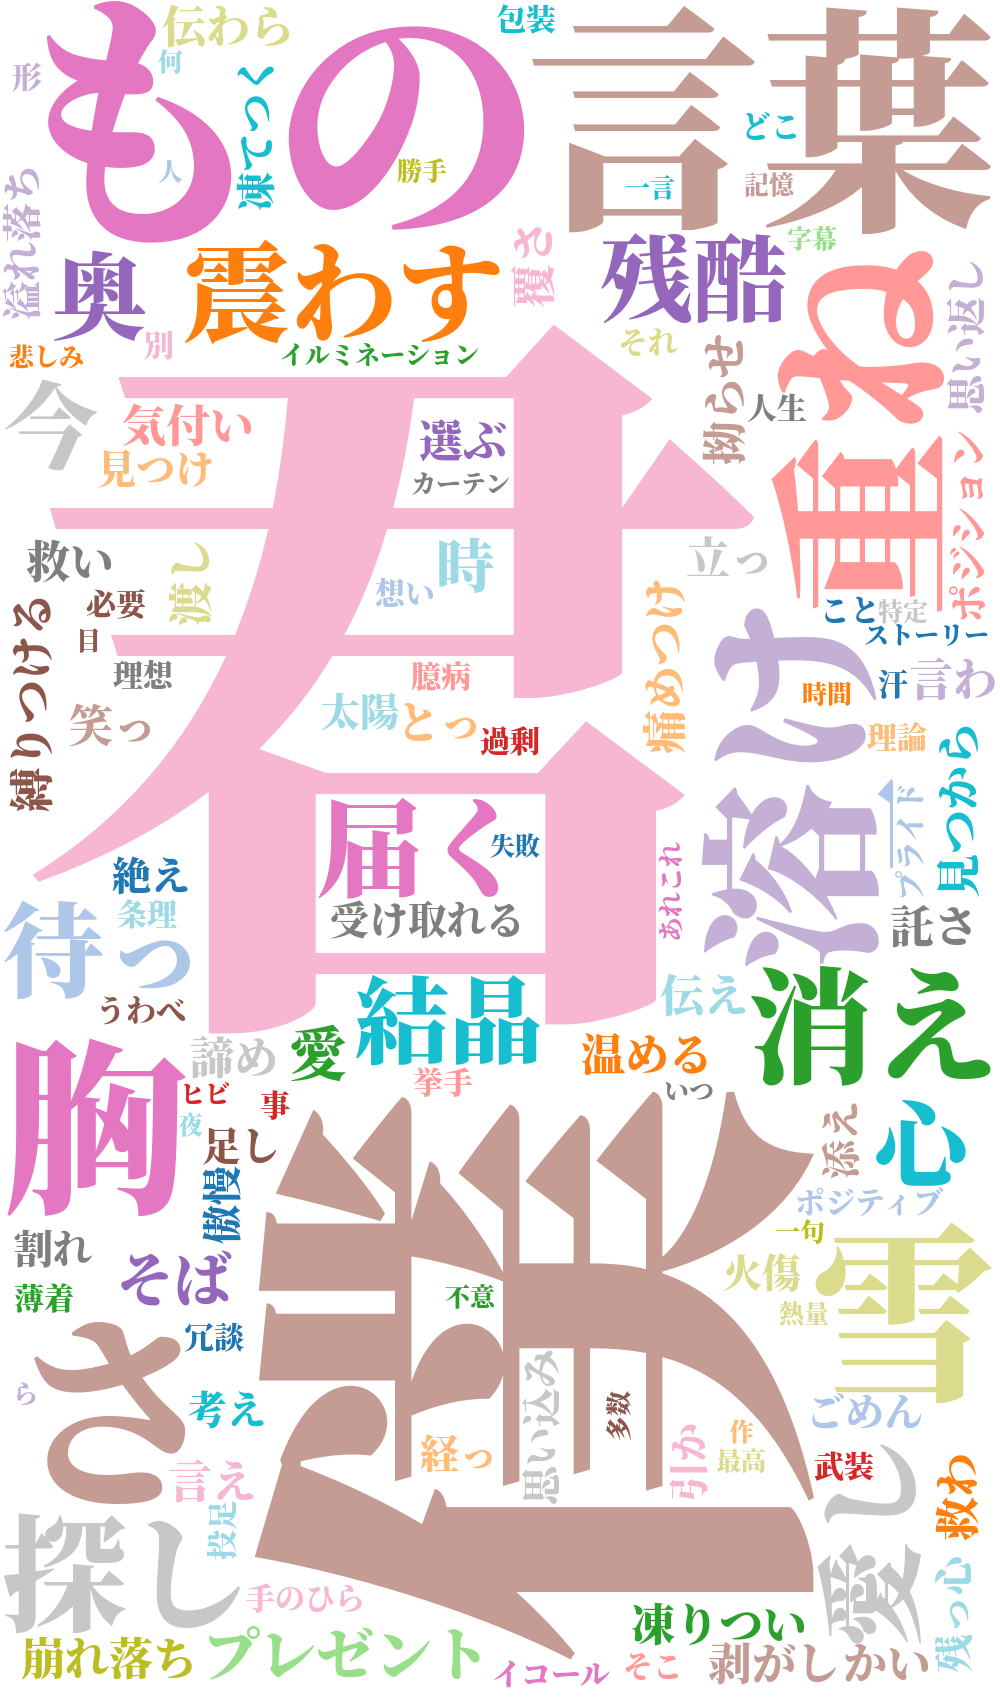 もの
言葉
伝わら
包装
形
何
凍てつく
人
勝手
一言
どこ
記憶
溢れ落ち
奥
震わす
覆さ
残酷
字幕
重ね
思い返し
悲しみ
別
イルミネーション
それ
拗らせ
人生
今
気付い
見つけ
選ぶ
カーテン
君
ポジション
救い
渡し
時
想い
立っ
痛めつけ
必要
目
縛りつける
理想
笑っ
臆病
太陽
とっ
過剰
こと
特定
ストーリー
溶け
時間
汗
言わ
理論
見つから
プライド
届く
失敗
あれこれ
受け取れる
託さ
絶え
条理
待つ
うわべ
結晶
伝え
消え
胸
諦め
愛
温める
挙手
いつ
ヒビ
事
夜
足し
傲慢
僕
添え
心
ポジティブ
一句
雪
火傷
熱量
割れ
そば
薄着
冗談
不意
さ
ら
考え
思い込み
多数
経っ
引か
作
最高
ごめん
武装
愛し
救わ
言え
投足
探し
手のひら
残っ
心
崩れ落ち
プレゼント
イコール
凍りつい
そこ
剥がし
かい